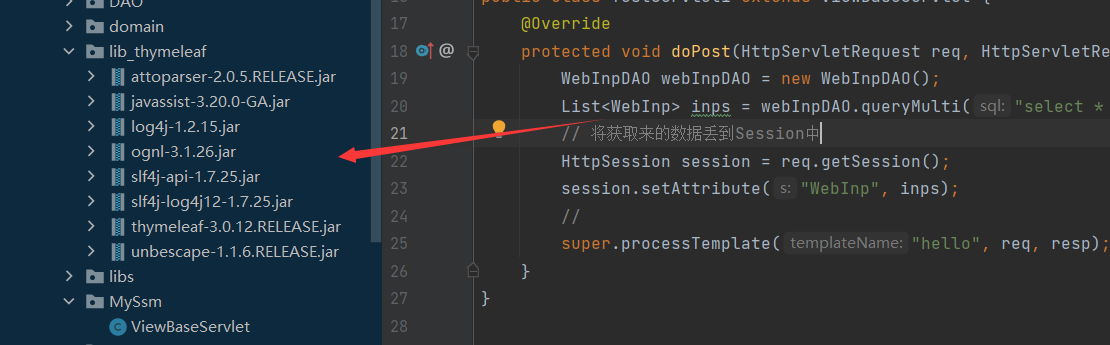 DAO
domain
lib_thymeleaf
attoparser-2.0.5.RELEASE.jar
javassist-3.20.0-GA.jar
log4j-1.2.15.jar
ognl-3.1.26.jar
slf4j-api-1.7.25.jar
slf4j-log4j12-1.7.25.jar
thymeleaf-3.0.12.RELEASE.jar
unbescape-1.1.6.RELEASE.jar
libs
MySsm
ViewBaseServlet
17 @Override
18 protected void doPost(HttpServletRequest req, HttpServletRe
19 WebInpDAO webInpDAO = new WebInpDAO();
20 List<WebInp> inps = webInpDAO.queryMulti( sql: "select *
21 // 将获取来的数据丢到Session中
22 HttpSession session = req.getSession();
23 session.setAttribute( s: "WebInp", inps);
24 //
25 super.processTemplate( templateName: "hello", req, resp);
26 }
27 }
28